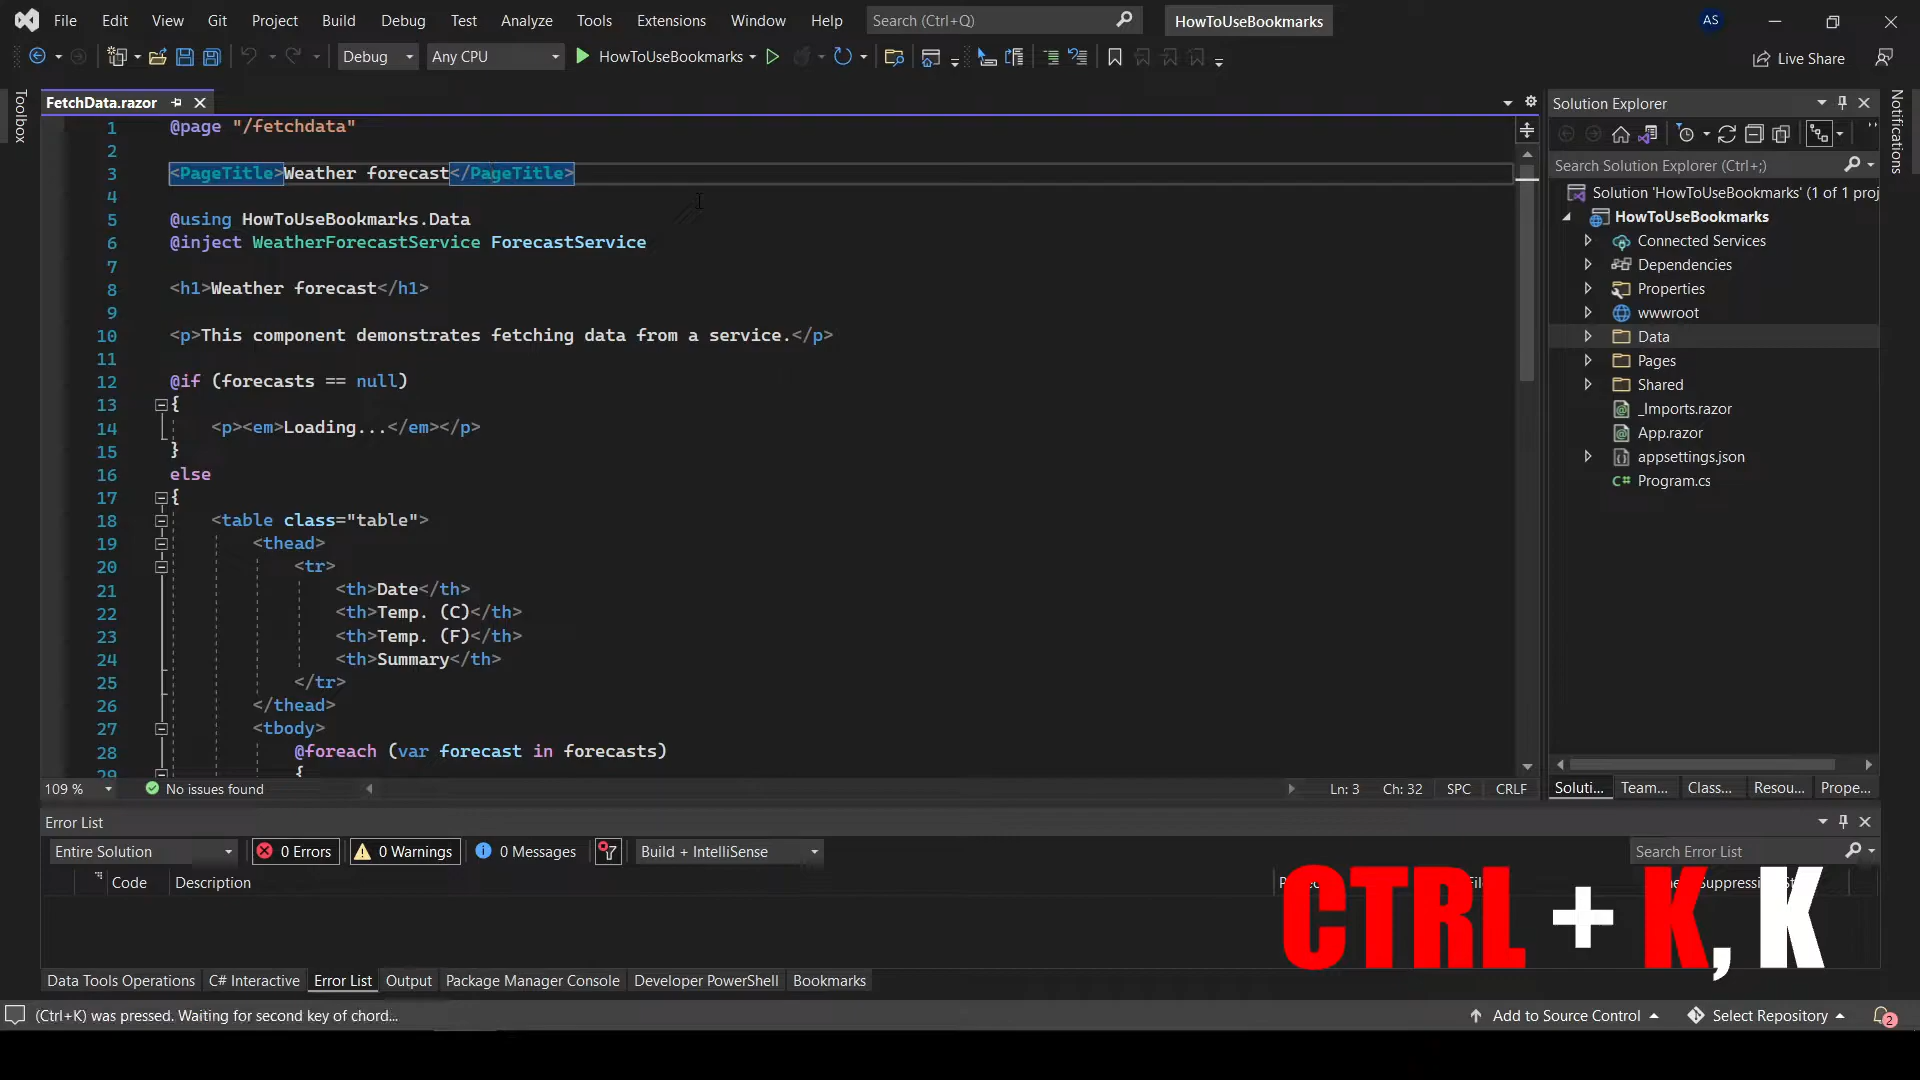 File Edit View Git Project Build Debug Test Analyze Tools Extensions Window Help Search (Ctrl+Q) HowToUseBookmarks AS
Debug Any CPU HowToUseBookmarks Live Share
Toolbox
FetchData.razor
1 @page "/fetchdata"
2
3 <PageTitle>Weather forecast</PageTitle>
4
5 @using HowToUseBookmarks.Data
6 @inject WeatherForecastService ForecastService
7
8 <h1>Weather forecast</h1>
9
10 <p>This component demonstrates fetching data from a service.</p>
11
12 @if (forecasts == null)
13 {
14 <p><em>Loading...</em></p>
15 }
16 else
17 {
18 <table class="table">
19 <thead>
20 <tr>
21 <th>Date</th>
22 <th>Temp. (C)</th>
23 <th>Temp. (F)</th>
24 <th>Summary</th>
25 </tr>
26 </thead>
27 <tbody>
28 @foreach (var forecast in forecasts)
29 {
109 % No issues found Ln: 3 Ch: 32 SPC CRLF
Solution Explorer
Search Solution Explorer (Ctrl+;)
Solution 'HowToUseBookmarks' (1 of 1 proj
HowToUseBookmarks
Connected Services
Dependencies
Properties
wwwroot
Data
Pages
Shared
_Imports.razor
App.razor
appsettings.json
C# Program.cs
Soluti... Team... Class... Resou... Prope...
Notifications
Error List
Entire Solution 0 Errors 0 Warnings 0 Messages Build + IntelliSense Search Error List
Code Description
CTRL + K, K
Data Tools Operations C# Interactive Error List Output Package Manager Console Developer PowerShell Bookmarks
(Ctrl+K) was pressed. Waiting for second key of chord... Add to Source Control Select Repository 2